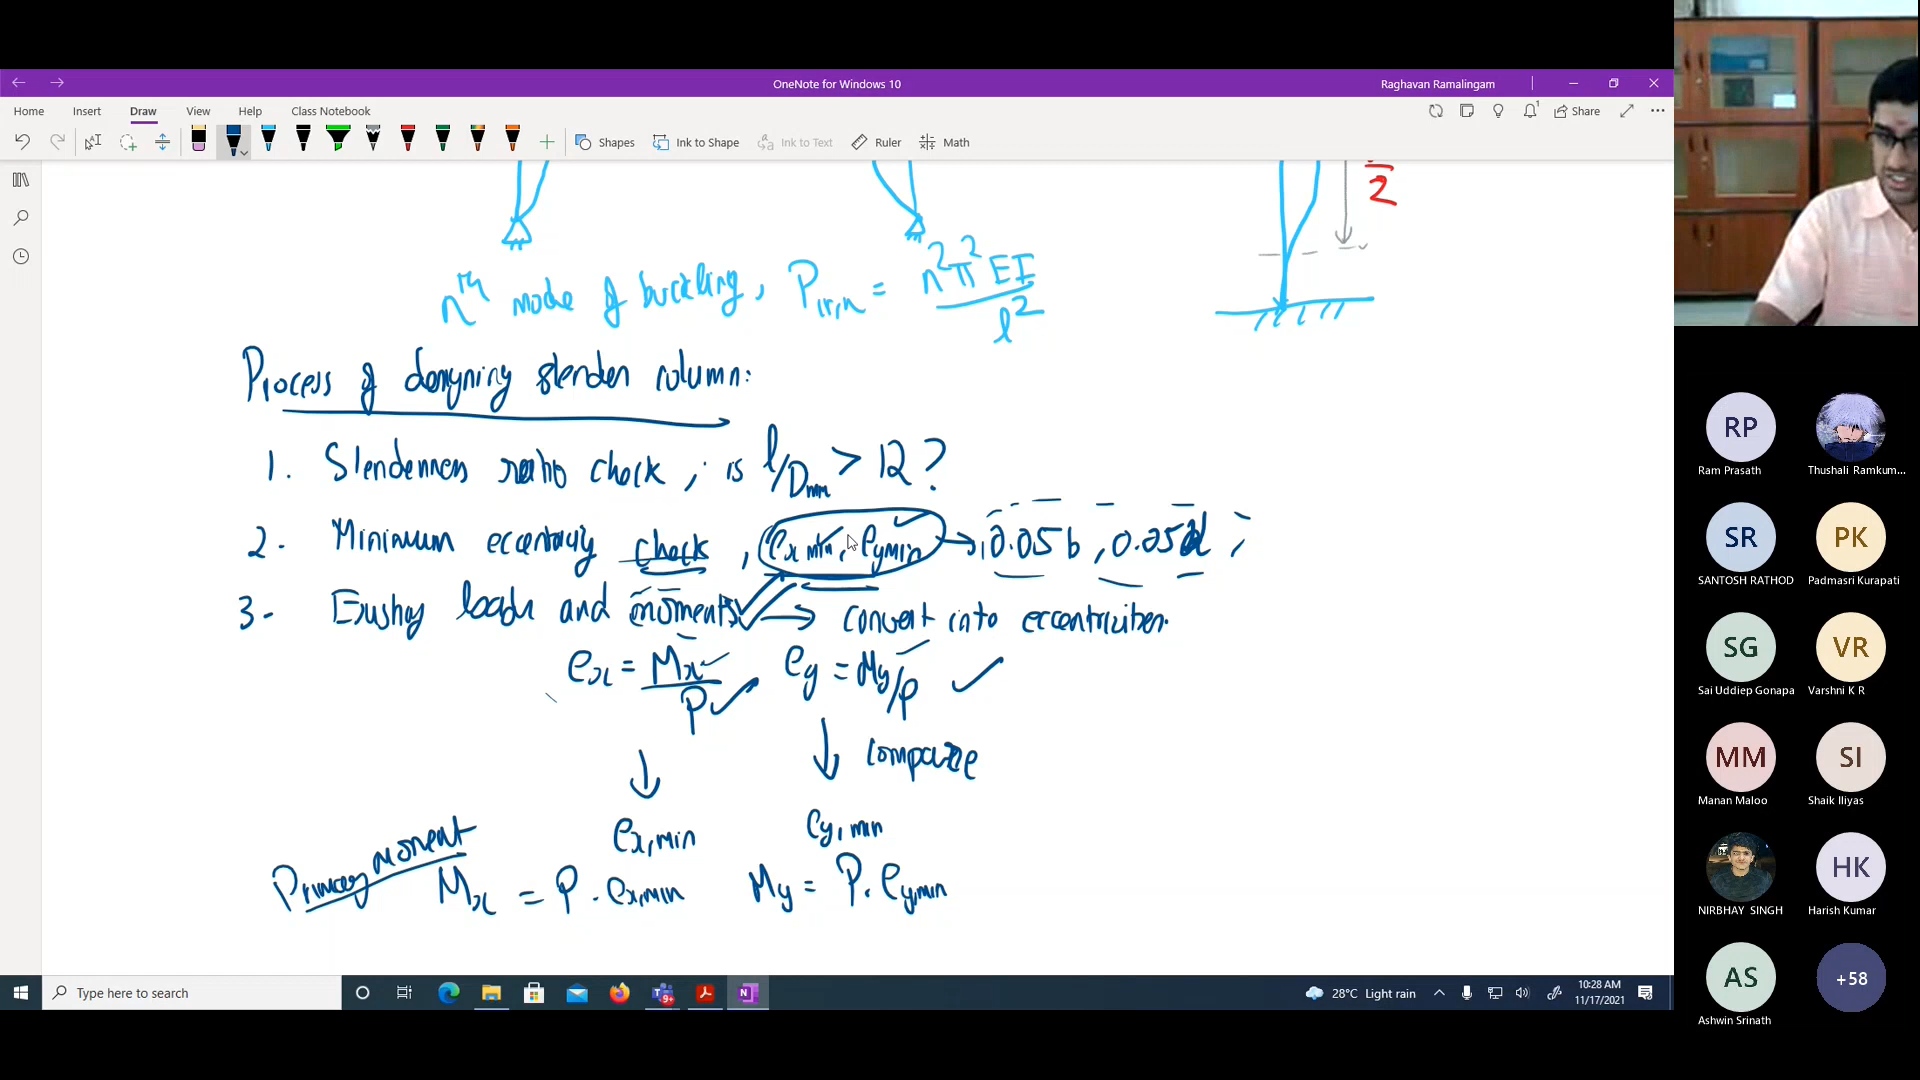 OneNote for Windows 10
Raghavan Ramalingam
Home Insert Draw View Help Class Notebook
Share
Shapes Ink to Shape Ink to Text Ruler Math
2
nth mode of buckling, Pcr,n = n²π²EI / l²
Process of designing slender column:
1. Slenderness ratio check, is l/Dmin > 12?
2. Minimum eccentricity check, ex min, ey min → 0.05b, 0.05d;
3. Existing loads and moments → convert into eccentricities.
ex = Mx / P ey = My/P
compare
ex,min ey,min
Primary moment
Mx = P . ex,min My = P. ey,min
RP
Ram Prasath Thushali Ramkum...
SR PK
SANTOSH RATHOD Padmasri Kurapati
SG VR
Sai Uddiep Gonapa Varshni K R
MM SI
Manan Maloo Shaik Iliyas
HK
NIRBHAY SINGH Harish Kumar
AS +58
Ashwin Srinath
Type here to search
9+
28°C Light rain
10:28 AM
11/17/2021